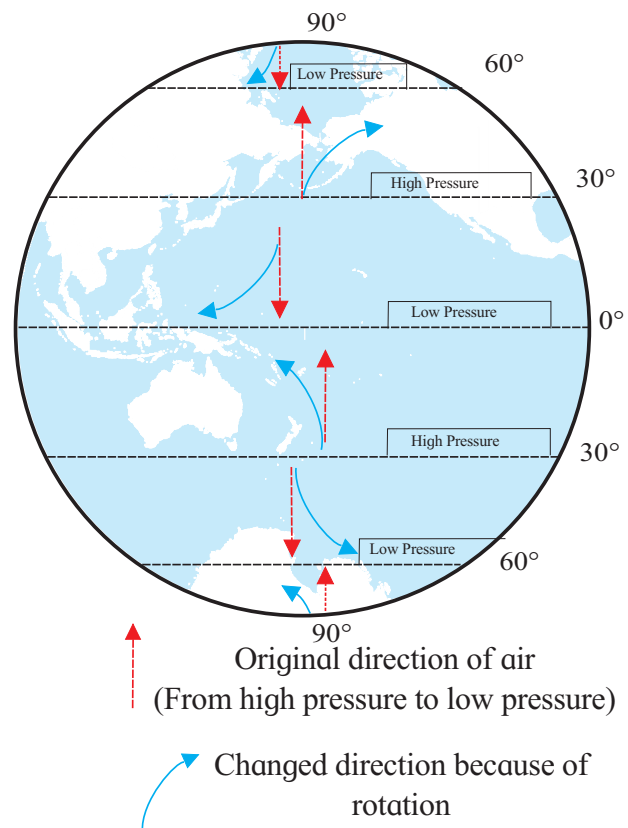 90°
60°
Low Pressure
30°
High Pressure
Low Pressure
0°
High Pressure
30°
Low Pressure
60°
90°
Original direction of air
(From high pressure to low pressure)
Changed direction because of
rotation